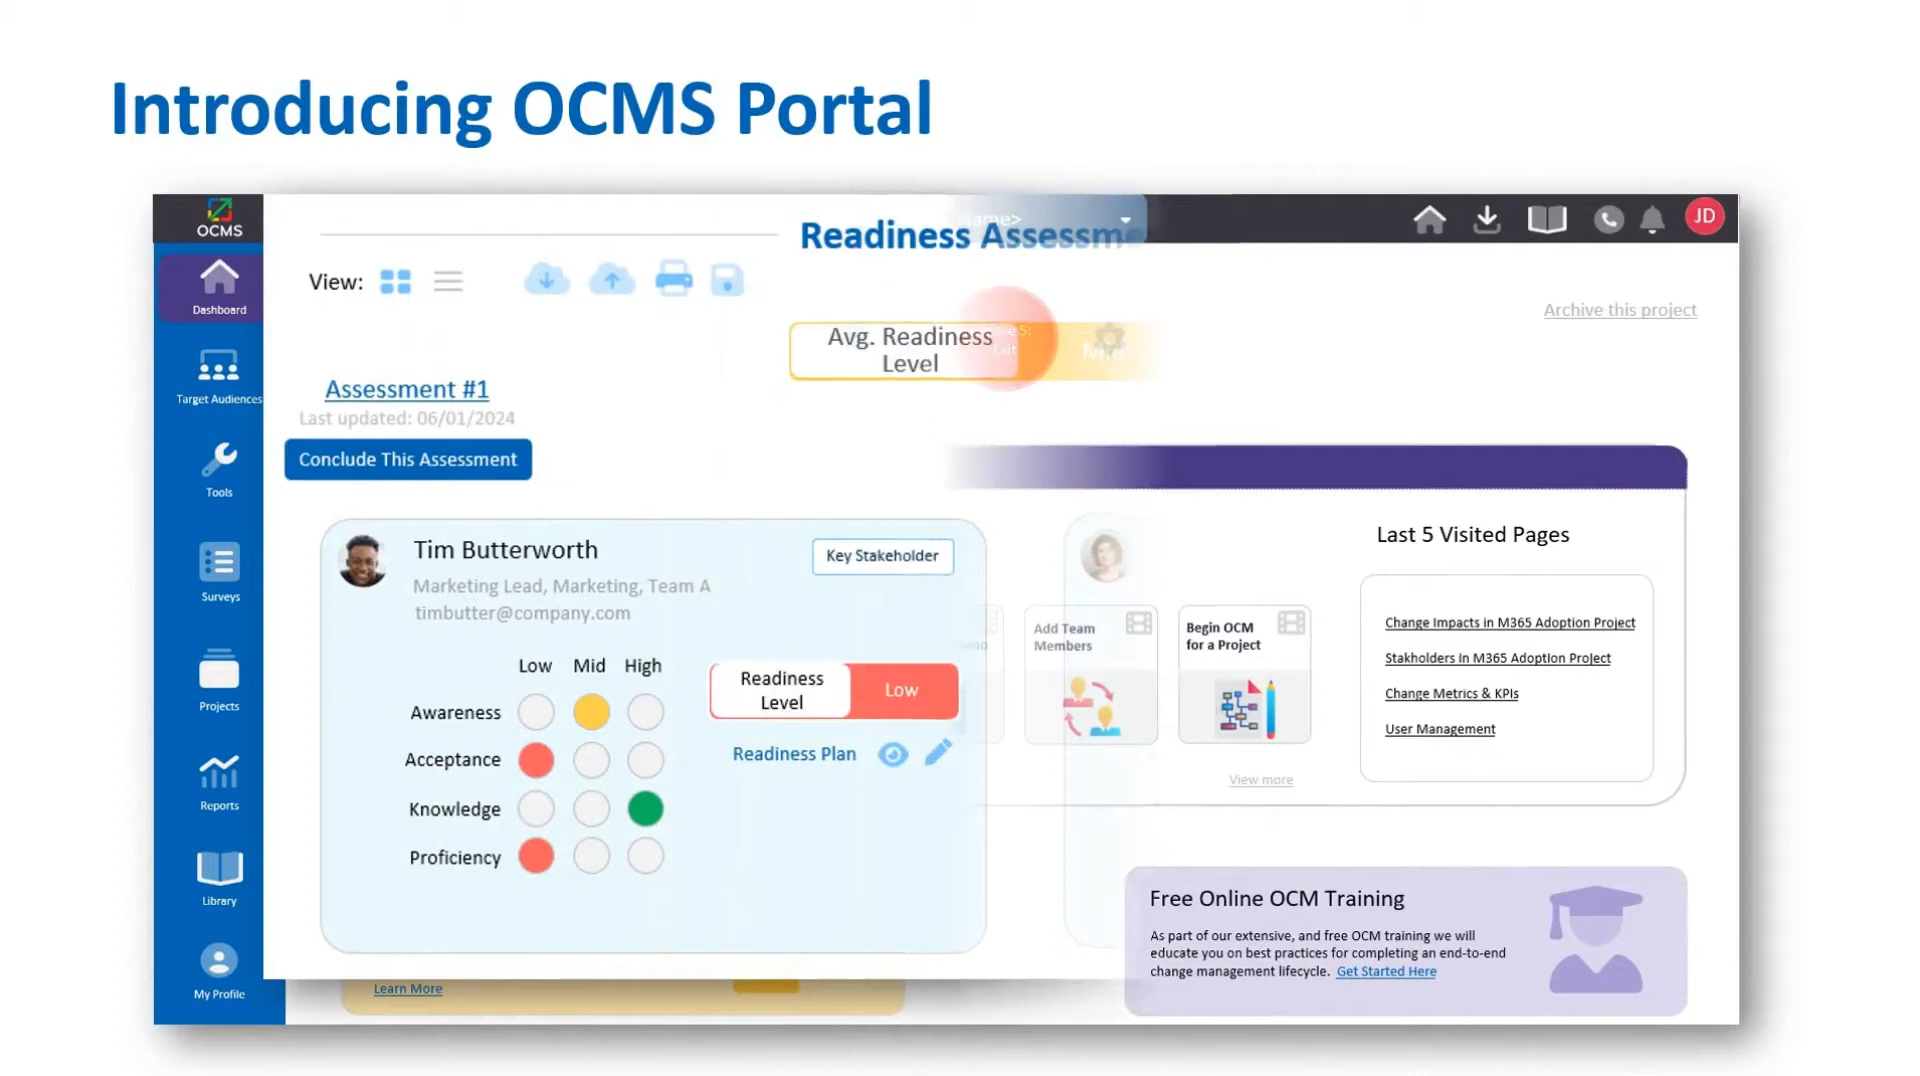 Introducing OCMS Portal
OCMS
Readiness Assessme
JD
Dashboard
View:
Archive this project
Avg. Readiness
Level
Target Audiences
Assessment #1
Last updated: 06/01/2024
Conclude This Assessment
Tools
Tim Butterworth
Key Stakeholder
Marketing Lead, Marketing, Team A
timbutter@company.com
Last 5 Visited Pages
Surveys
Add Team
Members
Begin OCM
for a Project
Change Impacts in M365 Adoption Project
Stakholders in M365 Adoption Project
Change Metrics & KPIs
User Management
Low Mid High
Readiness
Level
Low
Projects
Awareness
Acceptance
Readiness Plan
View more
Knowledge
Reports
Proficiency
Library
Free Online OCM Training
As part of our extensive, and free OCM training we will
educate you on best practices for completing an end-to-end
change management lifecycle. Get Started Here
My Profile
Learn More